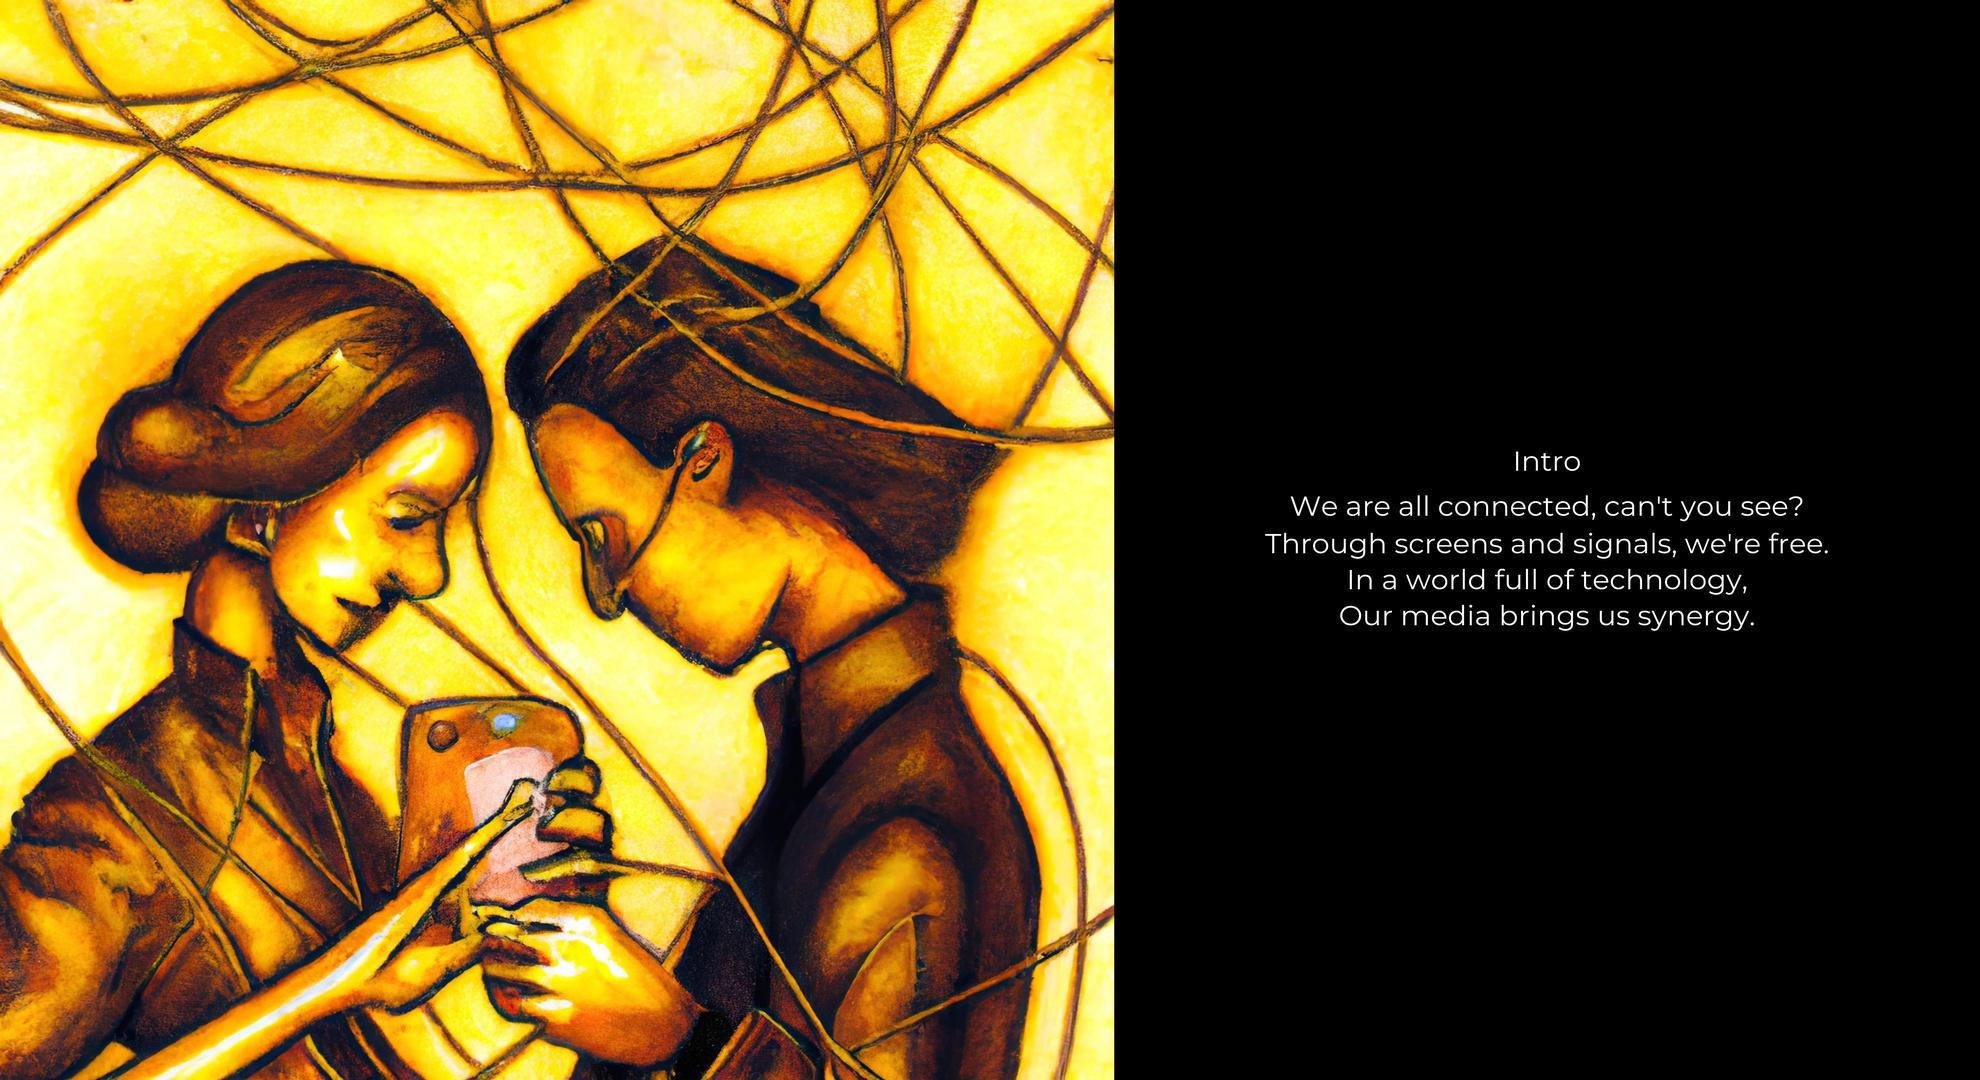 Intro
We are all connected, can't you see?
Through screens and signals, we're free.
In a world full of technology,
Our media brings us synergy.